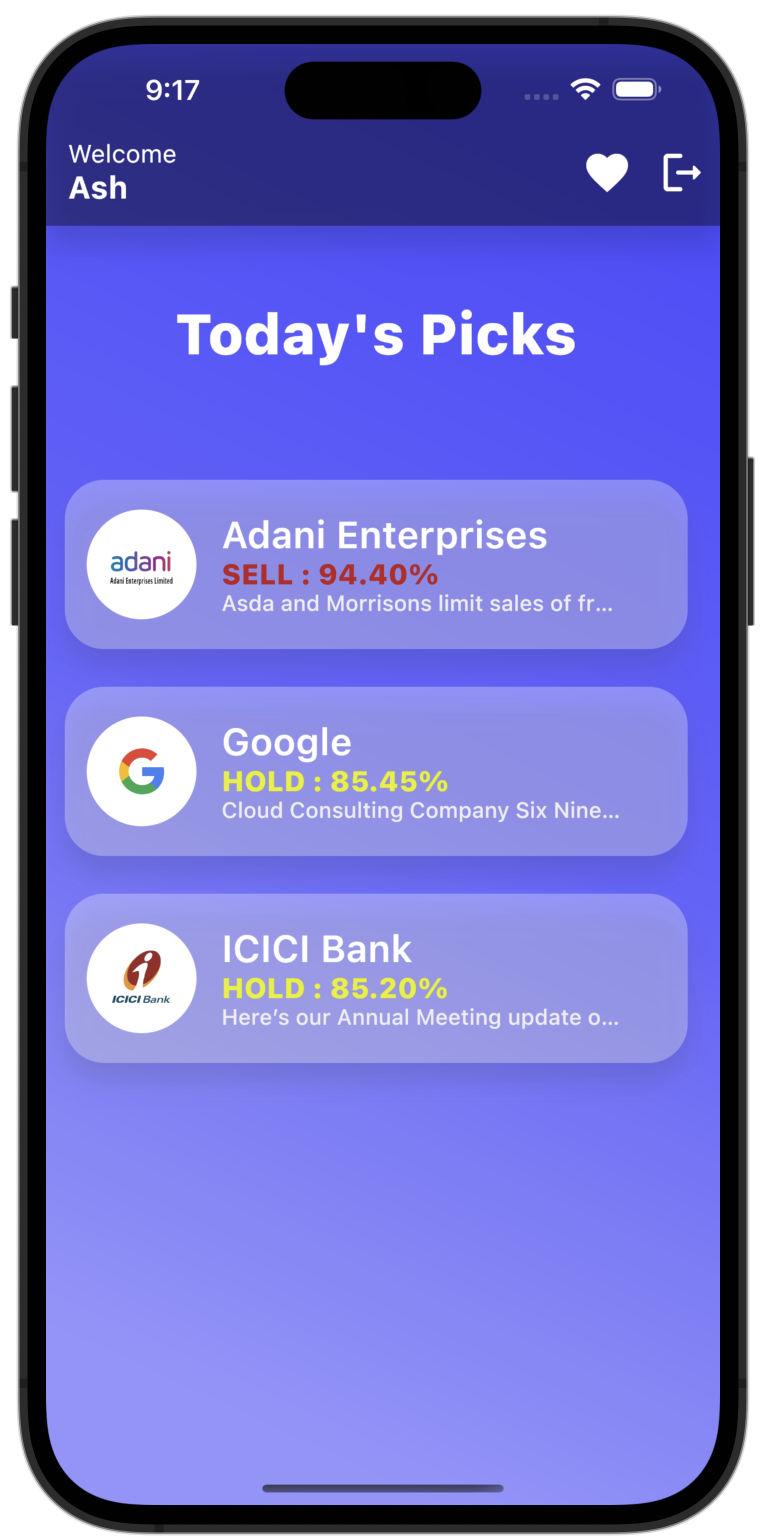 9:17
Welcome
Ash
Today's Picks
adani
Adani Enterprises Limited
Adani Enterprises
SELL : 94.40%
Asda and Morrisons limit sales of fr...
G
Google
HOLD : 85.45%
Cloud Consulting Company Six Nine...
i
ICICI Bank
ICICI Bank
HOLD : 85.20%
Here’s our Annual Meeting update o...